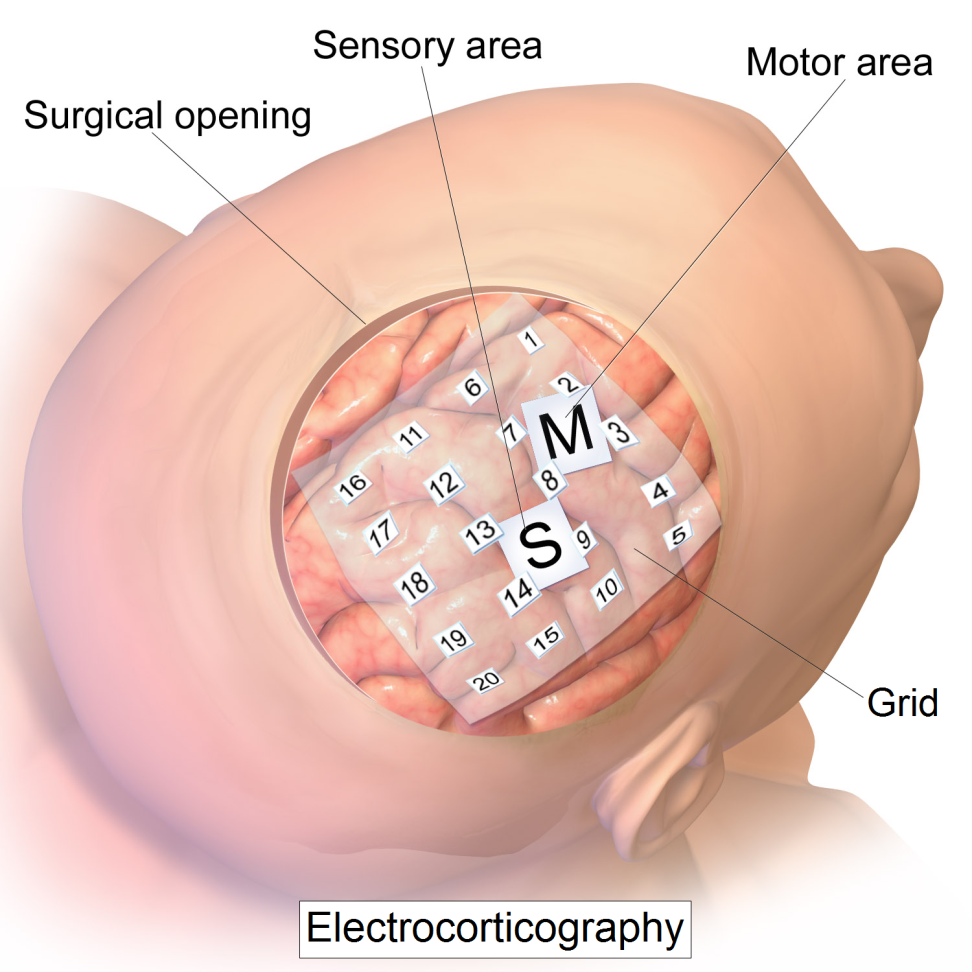 Sensory area
Motor area
Surgical opening
1
6
2
7
M
3
11
16
12
8
4
17
13
S
9
5
18
14
10
19
15
20
Grid
Electrocorticography